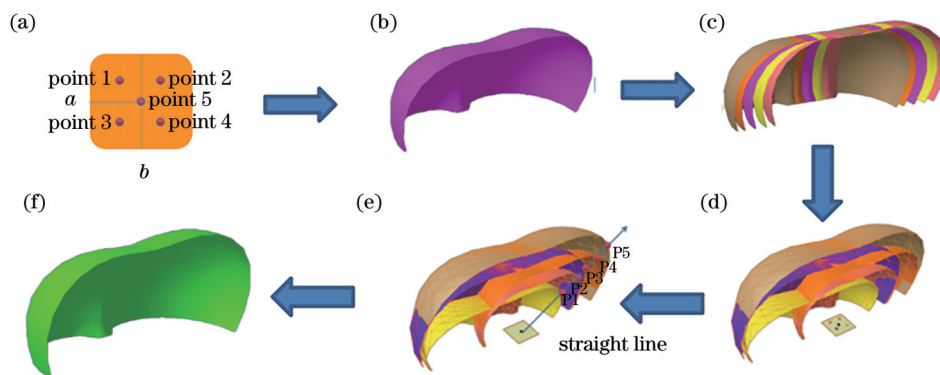 (a)
(b)
(c)
point 1
point 2
a
point 5
point 3
point 4
b
(f)
(e)
(d)
P5
P4
P3
P2
P1
straight line